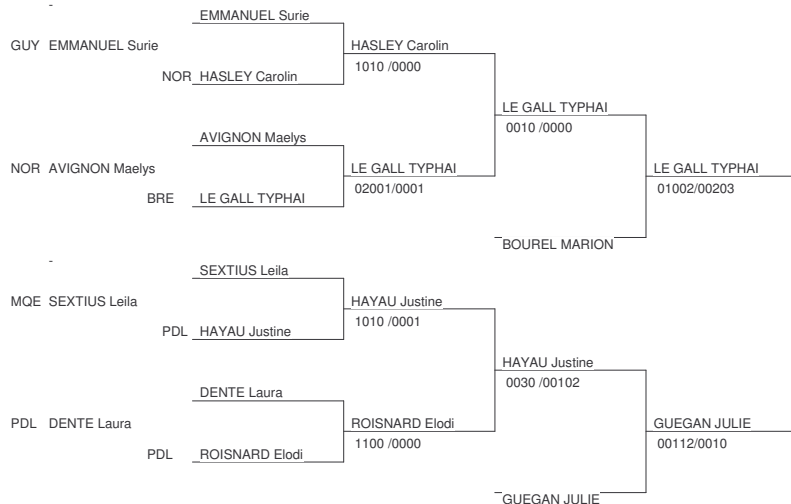 -
EMMANUEL Surie
GUY EMMANUEL Surie
HASLEY Carolin
1010 /0000
NOR HASLEY Carolin
LE GALL TYPHAI
0010 /0000
AVIGNON Maelys
NOR AVIGNON Maelys
LE GALL TYPHAI
02001/0001
LE GALL TYPHAI
01002/00203
BRE LE GALL TYPHAI
BOUREL MARION
-
SEXTIUS Leila
MQE SEXTIUS Leila
HAYAU Justine
1010 /0001
PDL HAYAU Justine
HAYAU Justine
0030 /00102
DENTE Laura
PDL DENTE Laura
ROISNARD Elodi
1100 /0000
GUEGAN JULIE
00112/0010
PDL ROISNARD Elodi
GUEGAN JULIE